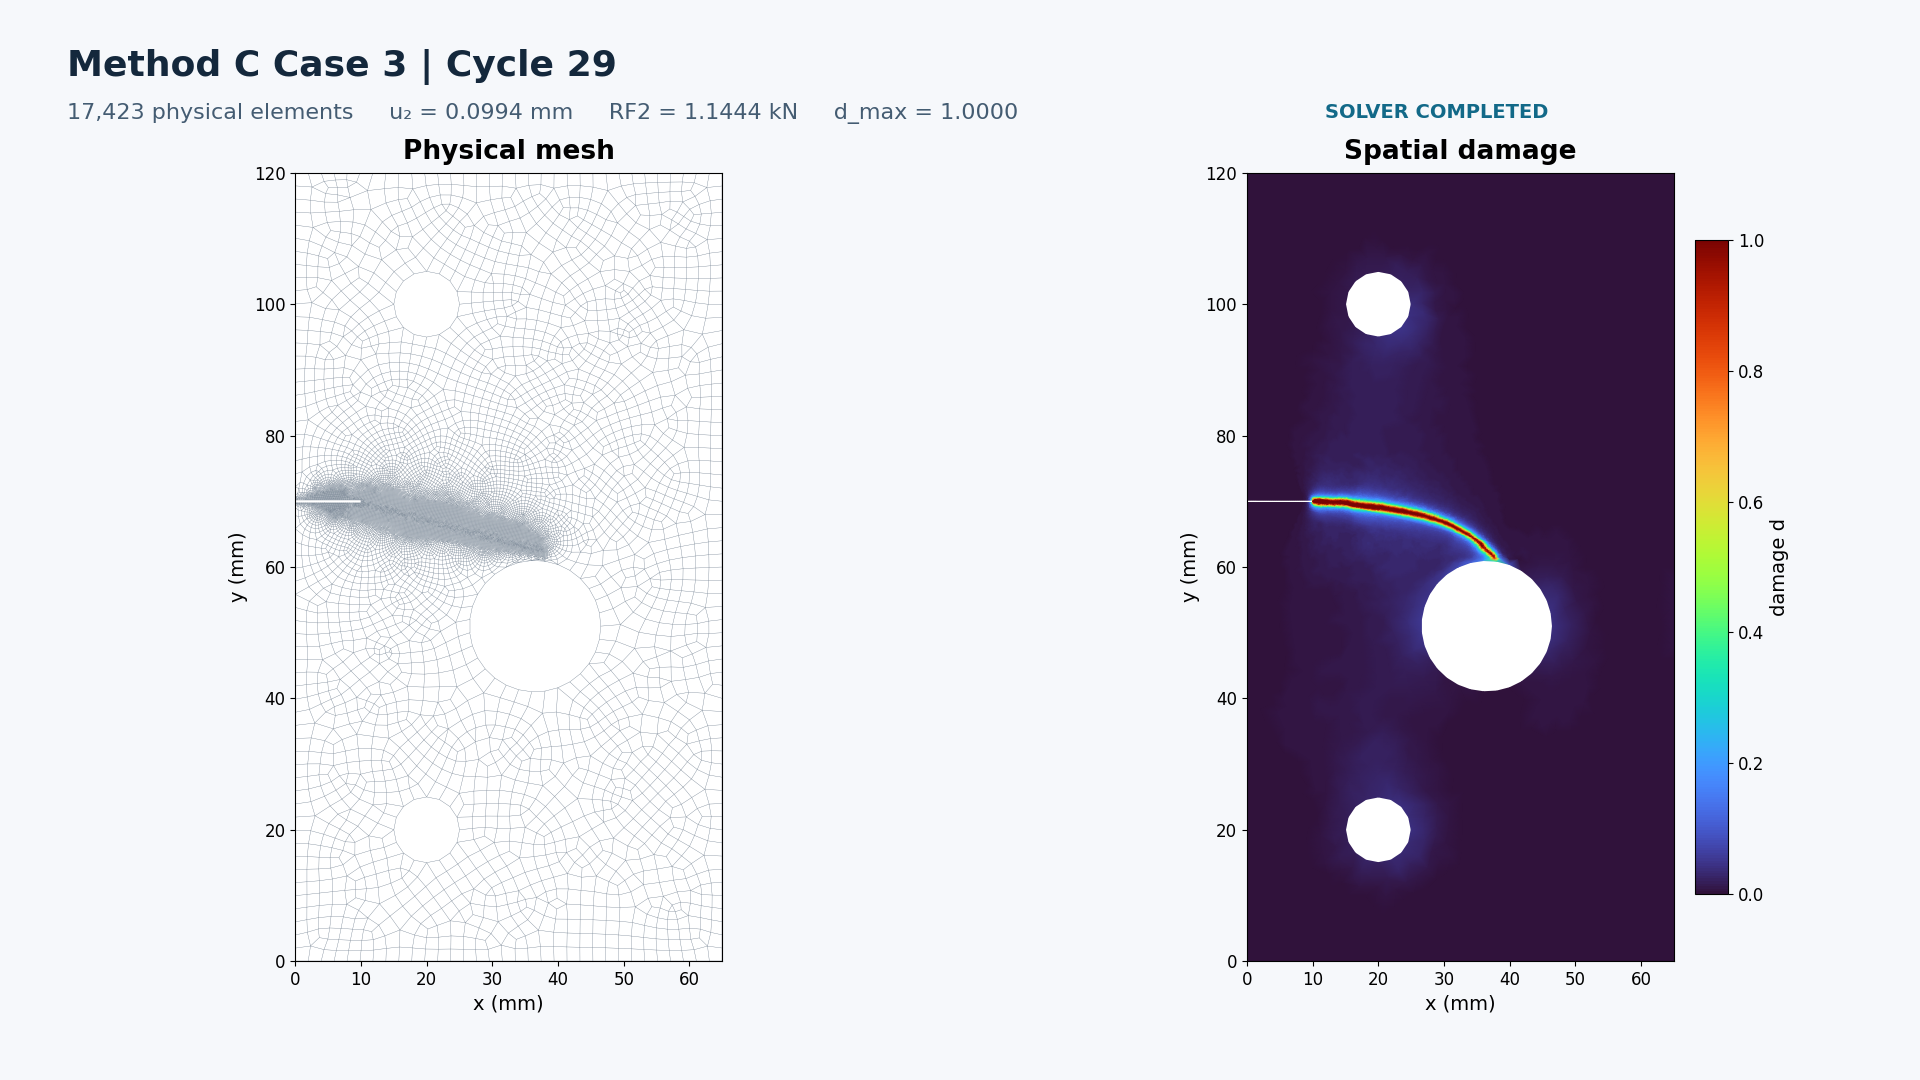 Method C Case 3 | Cycle 29
17,423 physical elements u₂ = 0.0994 mm RF2 = 1.1444 kN d_max = 1.0000
SOLVER COMPLETED
Physical mesh
120
100
80
60
40
20
0
y (mm)
0 10 20 30 40 50 60
x (mm)
Spatial damage
120
100
80
60
40
20
0
y (mm)
0 10 20 30 40 50 60
x (mm)
1.0
0.8
0.6
0.4
0.2
0.0
damage d